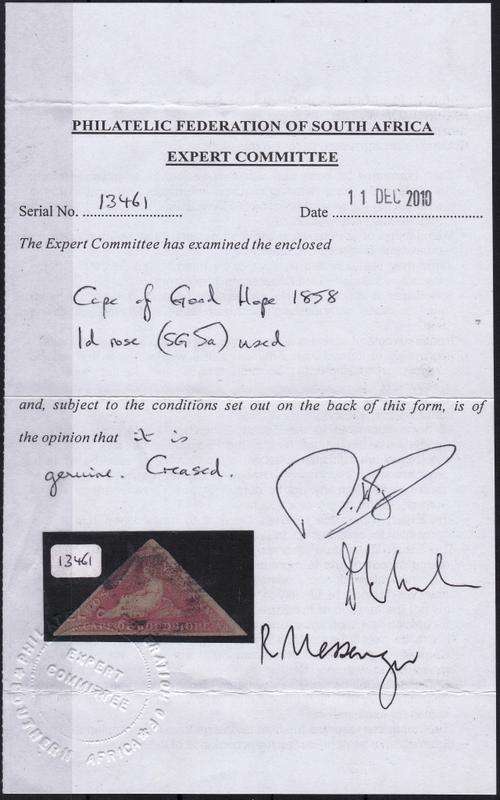 PHILATELIC FEDERATION OF SOUTH AFRICA
EXPERT COMMITTEE
Serial No. 13461
Date 11 DEC 2010
The Expert Committee has examined the enclosed
Cape of Good Hope 1858
1d rose (SG 5a) used
and, subject to the conditions set out on the back of this form, is of
the opinion that it is
genuine. Creased.
13461
R Messenger
EXPERT
COMMITTEE